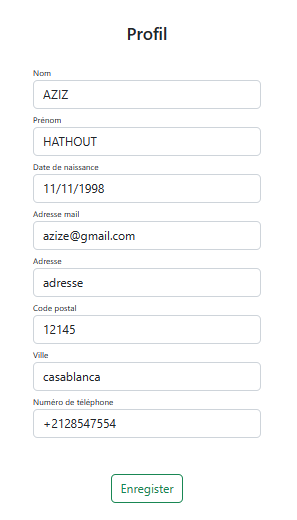 Profil
Nom
AZIZ
Prénom
HATHOUT
Date de naissance
11/11/1998
Adresse mail
azize@gmail.com
Adresse
adresse
Code postal
12145
Ville
casablanca
Numéro de téléphone
+2128547554
Enregister